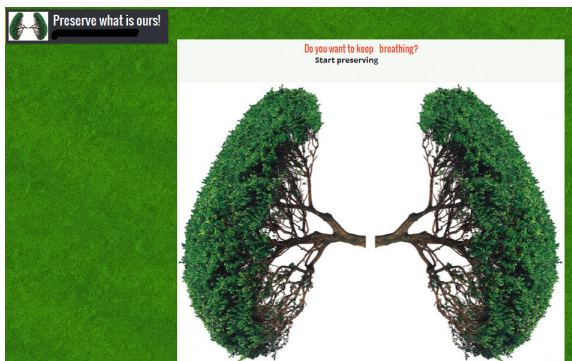 Preserve what is ours!
Do you want to keep breathing?
Start preserving